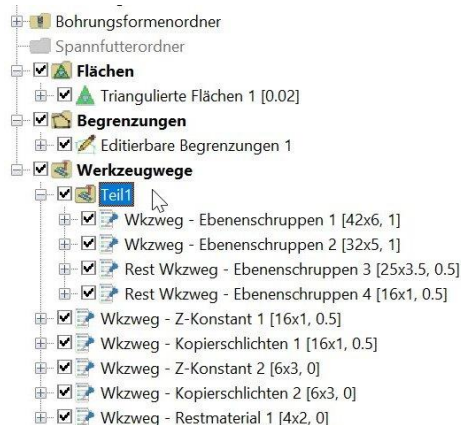 Bohrungsformenordner
Spannfutterordner
Flächen
Triangulierte Flächen 1 [0.02]
Begrenzungen
Editierbare Begrenzungen 1
Werkzeugwege
Teil1
Wkzweg - Ebenenschruppen 1 [42x6, 1]
Wkzweg - Ebenenschruppen 2 [32x5, 1]
Rest Wkzweg - Ebenenschruppen 3 [25x3.5, 0.5]
Rest Wkzweg - Ebenenschruppen 4 [16x1, 0.5]
Wkzweg - Z-Konstant 1 [16x1, 0.5]
Wkzweg - Kopierschlichten 1 [16x1, 0.5]
Wkzweg - Z-Konstant 2 [6x3, 0]
Wkzweg - Kopierschlichten 2 [6x3, 0]
Wkzweg - Restmaterial 1 [4x2, 0]